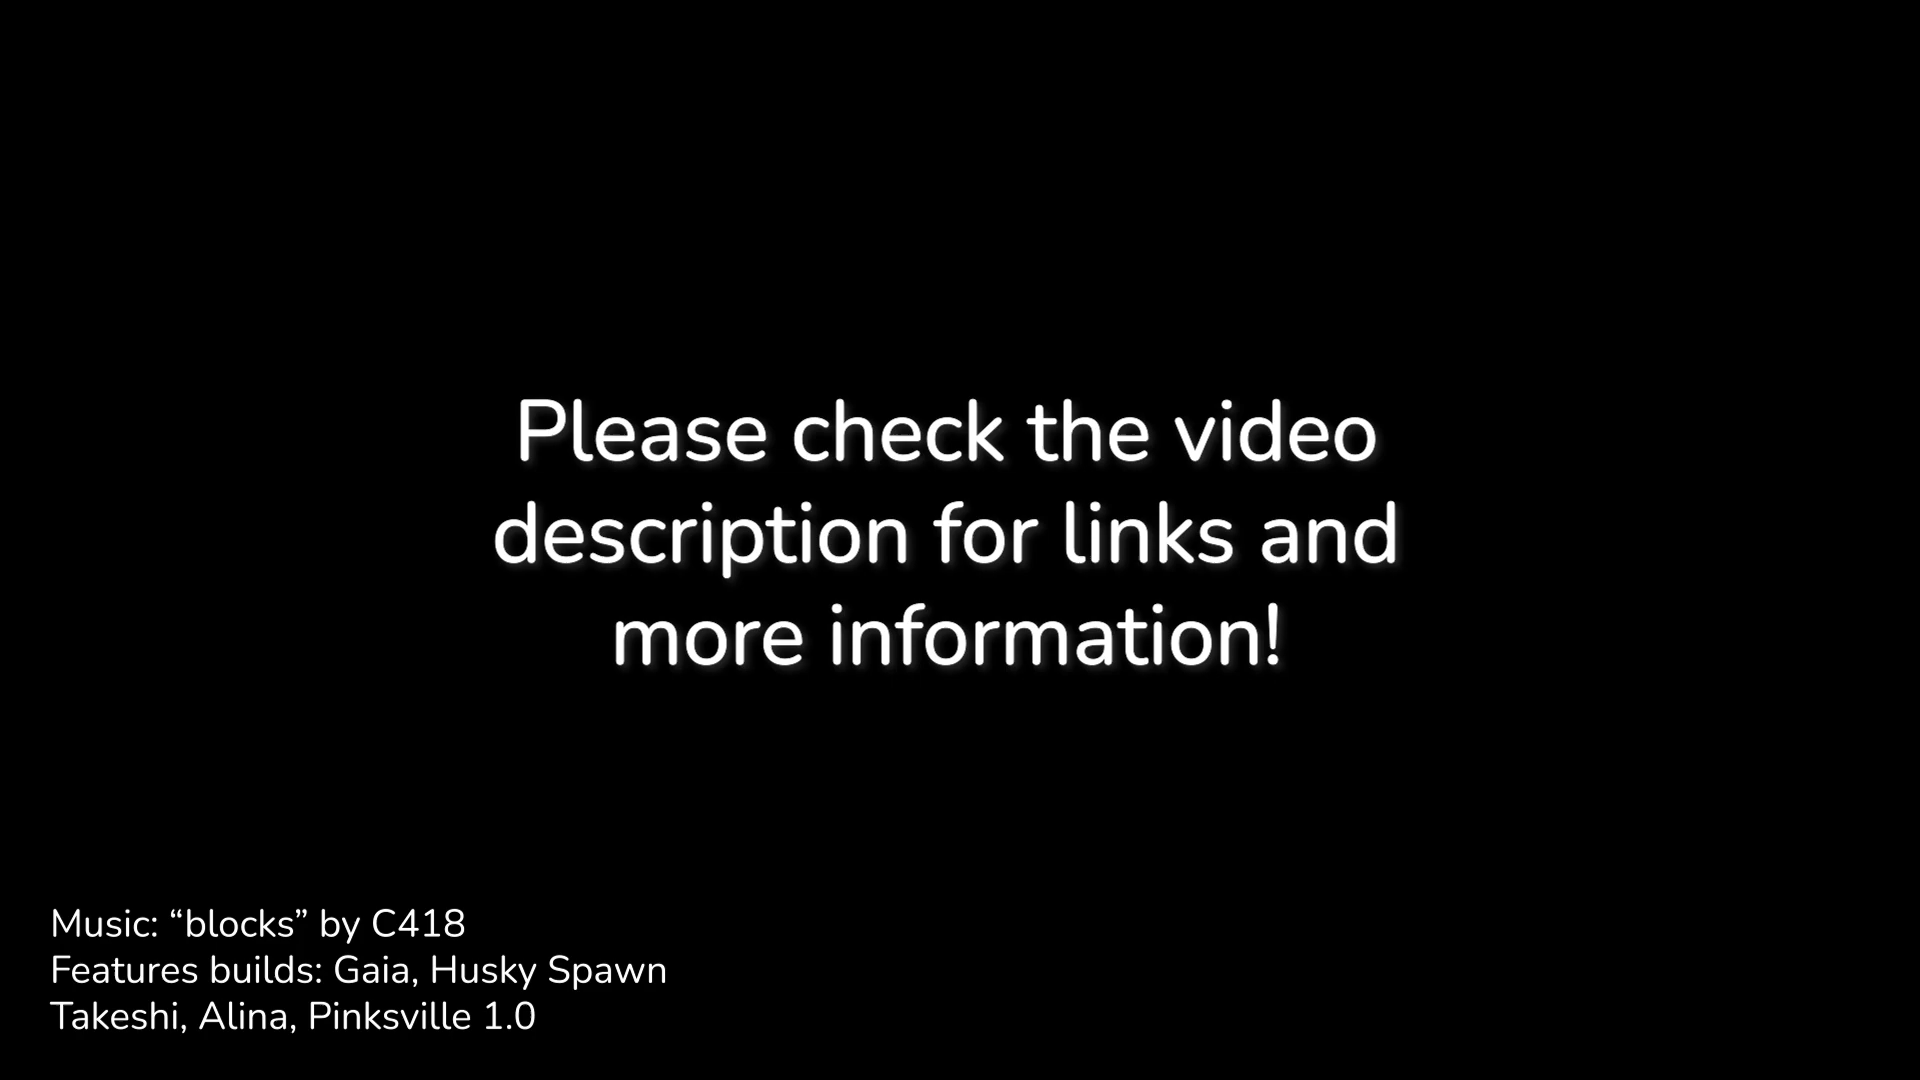 Please check the video
description for links and
more information!
Music: “blocks” by C418
Features builds: Gaia, Husky Spawn
Takeshi, Alina, Pinksville 1.0